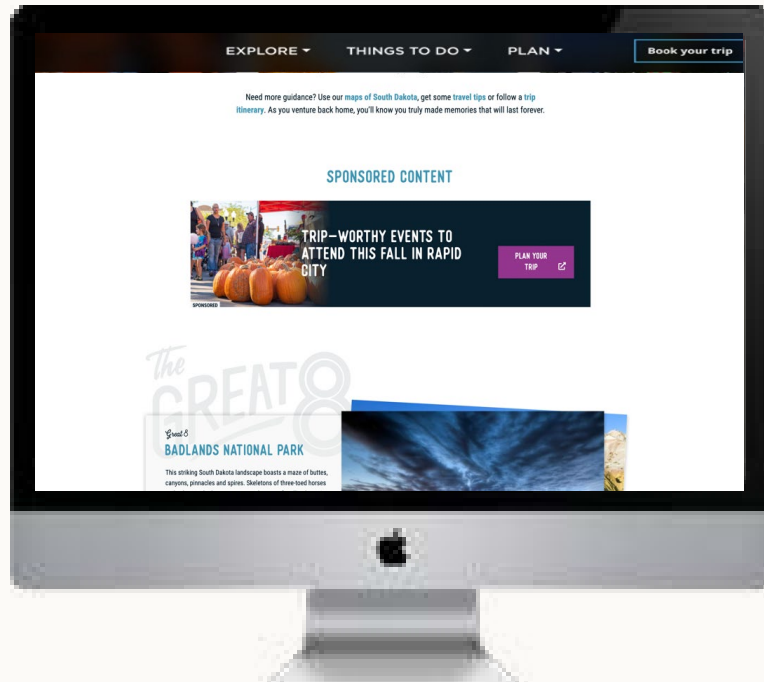 EXPLORE THINGS TO DO PLAN Book your trip
Need more guidance? Use our maps of South Dakota, get some travel tips or follow a trip
itinerary. As you venture back home, you'll know you truly made memories that will last forever.
SPONSORED CONTENT
TRIP-WORTHY EVENTS TO
ATTEND THIS FALL IN RAPID
CITY
PLAN YOUR
TRIP
SPONSORED
The
GREAT 8
Great 8
BADLANDS NATIONAL PARK
This striking South Dakota landscape boasts a maze of buttes,
canyons, pinnacles and spires. Skeletons of three-toed horses